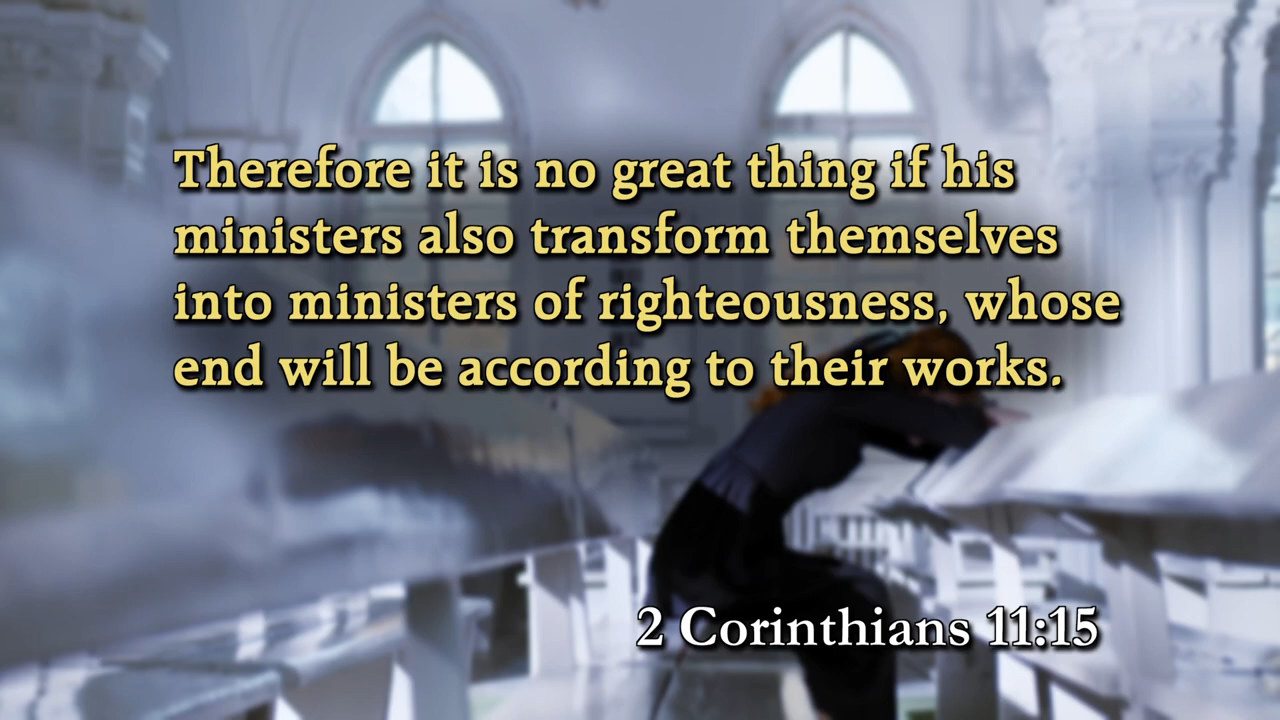 Therefore it is no great thing if his
ministers also transform themselves
into ministers of righteousness, whose
end will be according to their works.
2 Corinthians 11:15